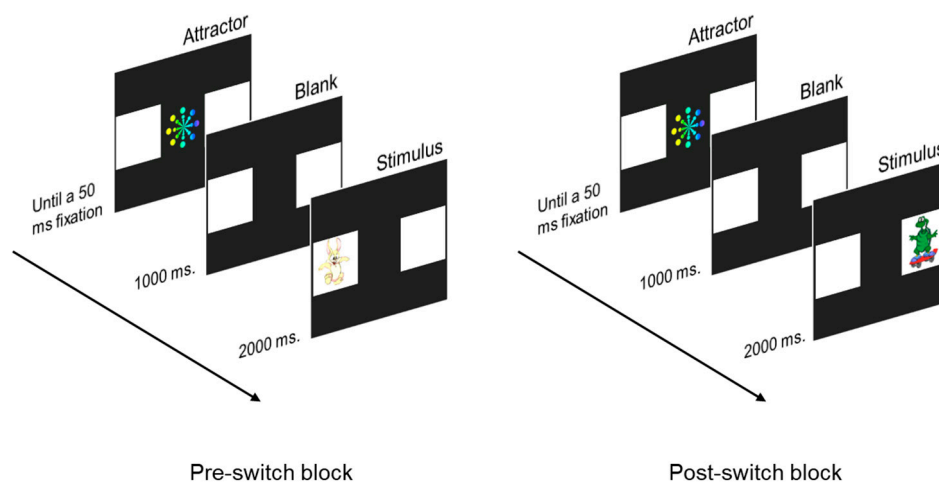 Attractor
Blank
Stimulus
Until a 50
ms fixation
1000 ms.
2000 ms.
Pre-switch block
Attractor
Blank
Stimulus
Until a 50
ms fixation
1000 ms.
2000 ms.
Post-switch block